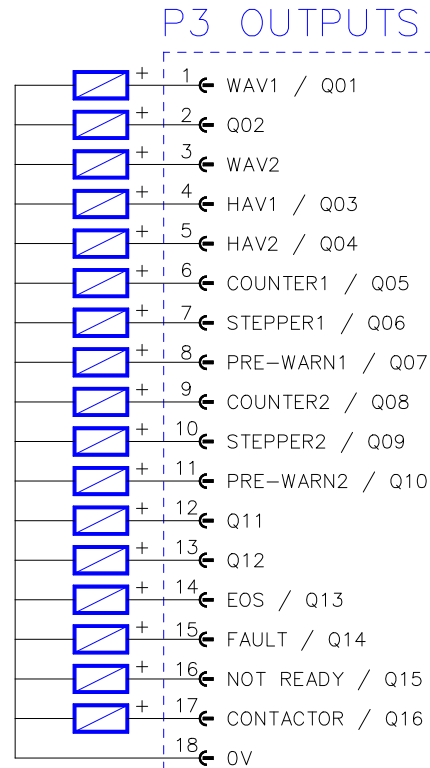 P3 OUTPUTS
+ 1 WAV1 / Q01
+ 2 Q02
+ 3 WAV2
+ 4 HAV1 / Q03
+ 5 HAV2 / Q04
+ 6 COUNTER1 / Q05
+ 7 STEPPER1 / Q06
+ 8 PRE-WARN1 / Q07
+ 9 COUNTER2 / Q08
+ 10 STEPPER2 / Q09
+ 11 PRE-WARN2 / Q10
+ 12 Q11
+ 13 Q12
+ 14 EOS / Q13
+ 15 FAULT / Q14
+ 16 NOT READY / Q15
+ 17 CONTACTOR / Q16
18 0V